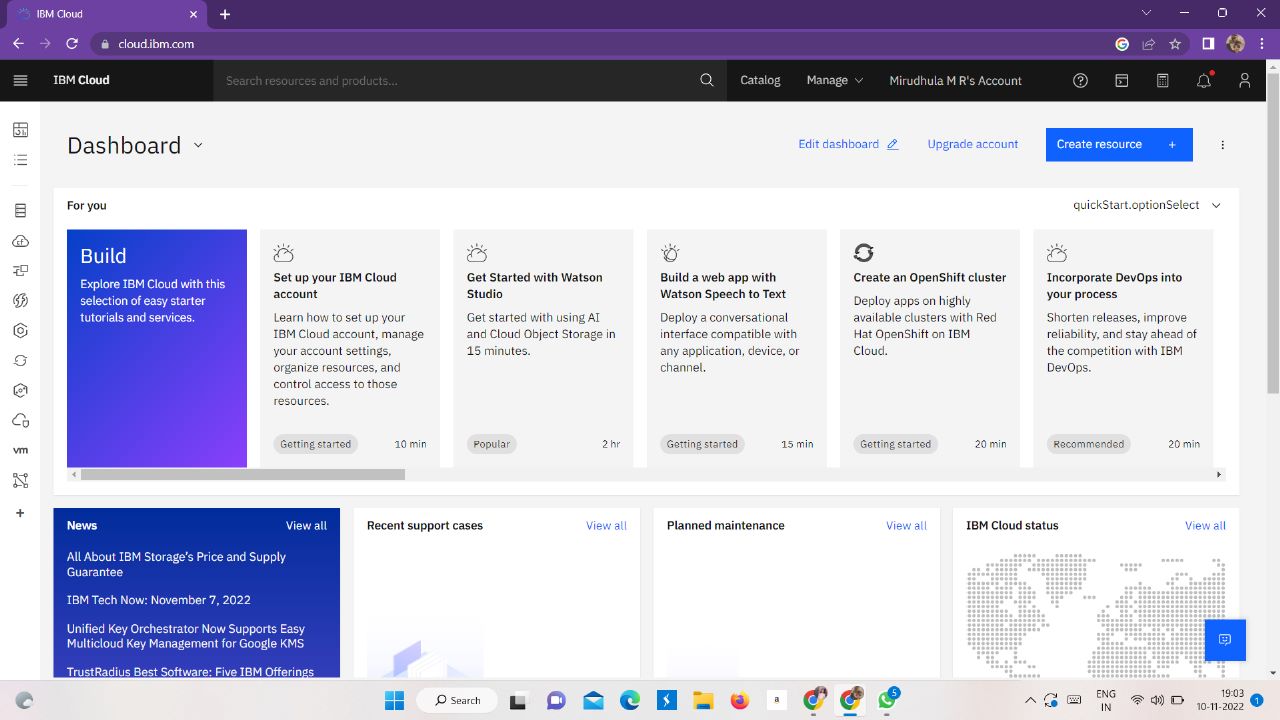 IBM Cloud
cloud.ibm.com
IBM Cloud
Search resources and products...
Catalog
Manage
Mirudhula M R's Account
Dashboard
Edit dashboard
Upgrade account
Create resource +
For you
quickStart.optionSelect
Build
Explore IBM Cloud with this
selection of easy starter
tutorials and services.
Set up your IBM Cloud
account
Learn how to set up your
IBM Cloud account, manage
your account settings,
organize resources, and
control access to those
resources.
Getting started
10 min
Get Started with Watson
Studio
Get started with using AI
and Cloud Object Storage in
15 minutes.
Popular
2 hr
Build a web app with
Watson Speech to Text
Deploy a conversational
interface compatible with
any application, device, or
channel.
Getting started
15 min
Create an OpenShift cluster
Deploy apps on highly
available clusters with Red
Hat OpenShift on IBM
Cloud.
Getting started
20 min
Incorporate DevOps into
your process
Shorten releases, improve
reliability, and stay ahead of
the competition with IBM
DevOps.
Recommended
20 min
vm
News
View all
All About IBM Storage's Price and Supply
Guarantee
IBM Tech Now: November 7, 2022
Unified Key Orchestrator Now Supports Easy
Multicloud Key Management for Google KMS
TrustRadius Best Software: Five IBM Offerings
Recent support cases
View all
Planned maintenance
View all
IBM Cloud status
View all
Search
a
5
ENG
IN
19:03
10-11-2022
1